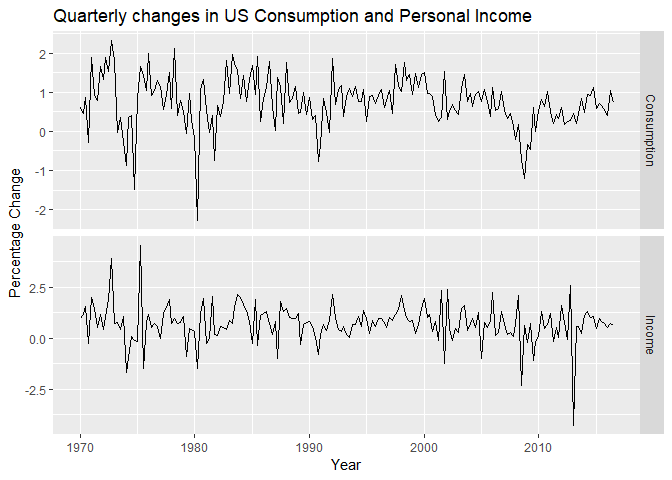 Quarterly changes in US Consumption and Personal Income
Percentage Change
2
1
0
-1
-2
Consumption
2.5
0.0
-2.5
Income
1970
1980
1990
2000
2010
Year